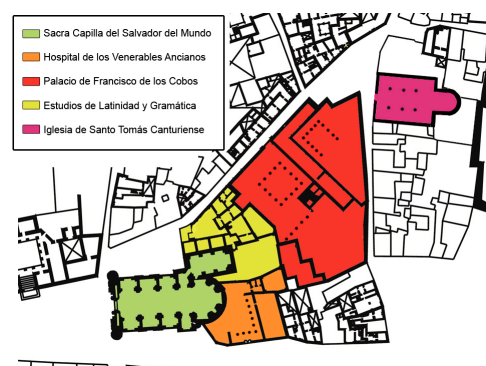 Sacra Capilla del Salvador del Mundo
Hospital de los Venerables Ancianos
Palacio de Francisco de los Cobos
Estudios de Latinidad y Gramática
Iglesia de Santo Tomás Canturiense